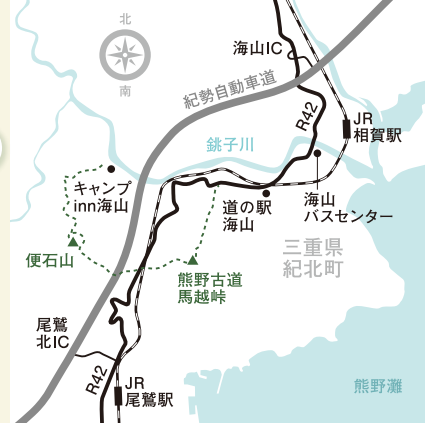 北
南
海山IC
紀勢自動車道
R42
JR
相賀駅
銚子川
キャンプ
inn海山
道の駅
海山
海山
バスセンター
三重県
紀北町
便石山
熊野古道
馬越峠
尾鷲
北IC
R42
JR
尾鷲駅
熊野灘